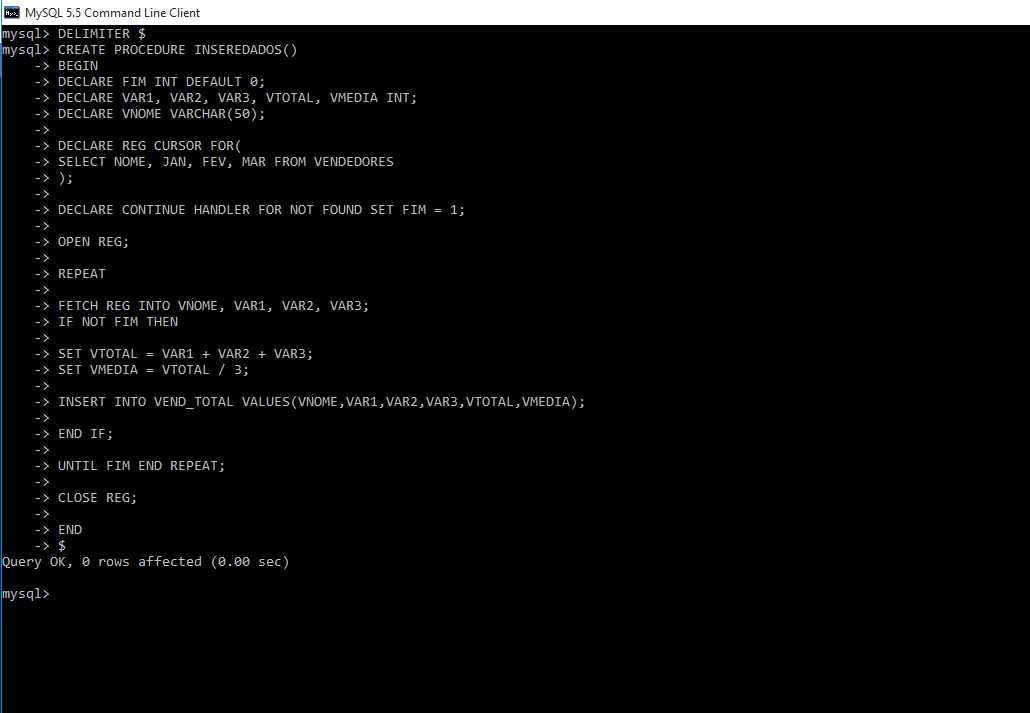 MySQL 5.5 Command Line Client
mysql> DELIMITER $
mysql> CREATE PROCEDURE INSEREDADOS()
    -> BEGIN
    -> DECLARE FIM INT DEFAULT 0;
    -> DECLARE VAR1, VAR2, VAR3, VTOTAL, VMEDIA INT;
    -> DECLARE VNOME VARCHAR(50);
    ->
    -> DECLARE REG CURSOR FOR(
    -> SELECT NOME, JAN, FEV, MAR FROM VENDEDORES
    -> );
    ->
    -> DECLARE CONTINUE HANDLER FOR NOT FOUND SET FIM = 1;
    ->
    -> OPEN REG;
    ->
    -> REPEAT
    ->
    -> FETCH REG INTO VNOME, VAR1, VAR2, VAR3;
    -> IF NOT FIM THEN
    ->
    -> SET VTOTAL = VAR1 + VAR2 + VAR3;
    -> SET VMEDIA = VTOTAL / 3;
    ->
    -> INSERT INTO VEND_TOTAL VALUES(VNOME,VAR1,VAR2,VAR3,VTOTAL,VMEDIA);
    ->
    -> END IF;
    ->
    -> UNTIL FIM END REPEAT;
    ->
    -> CLOSE REG;
    ->
    -> END
    -> $
Query OK, 0 rows affected (0.00 sec)
mysql>